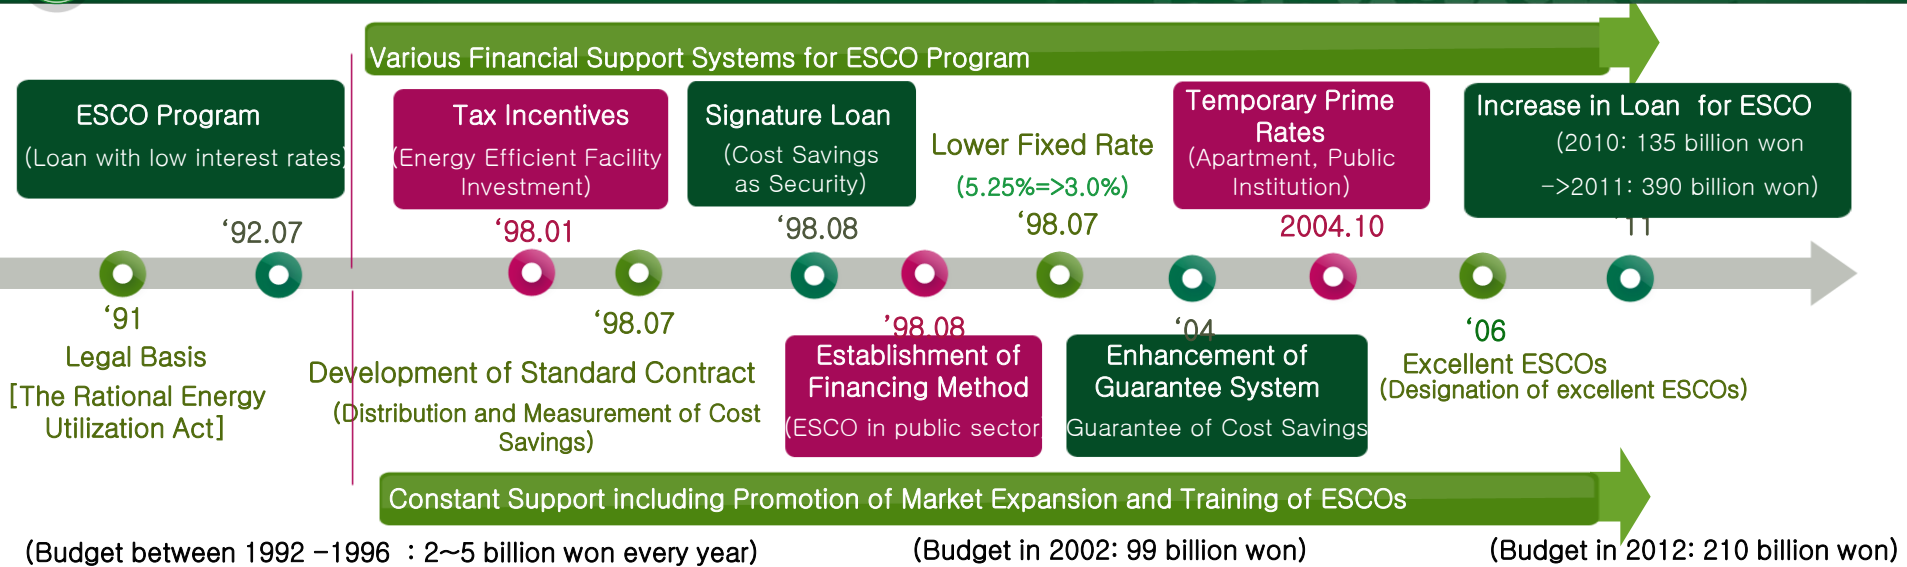 Various Financial Support Systems for ESCO Program
ESCO Program
(Loan with low interest rates)
‘92.07
Tax Incentives
(Energy Efficient Facility
Investment)
‘98.01
Signature Loan
(Cost Savings
as Security)
‘98.08
Lower Fixed Rate
(5.25%=>3.0%)
‘98.07
Temporary Prime
Rates
(Apartment, Public
Institution)
2004.10
Increase in Loan for ESCO
(2010: 135 billion won
->2011: 390 billion won)
'11
‘91
Legal Basis
[The Rational Energy
Utilization Act]
‘98.07
Development of Standard Contract
(Distribution and Measurement of Cost
Savings)
’98.08
Establishment of
Financing Method
(ESCO in public sector)
‘04
Enhancement of
Guarantee System
Guarantee of Cost Savings
‘06
Excellent ESCOs
(Designation of excellent ESCOs)
Constant Support including Promotion of Market Expansion and Training of ESCOs
(Budget between 1992 -1996 : 2~5 billion won every year)
(Budget in 2002: 99 billion won)
(Budget in 2012: 210 billion won)